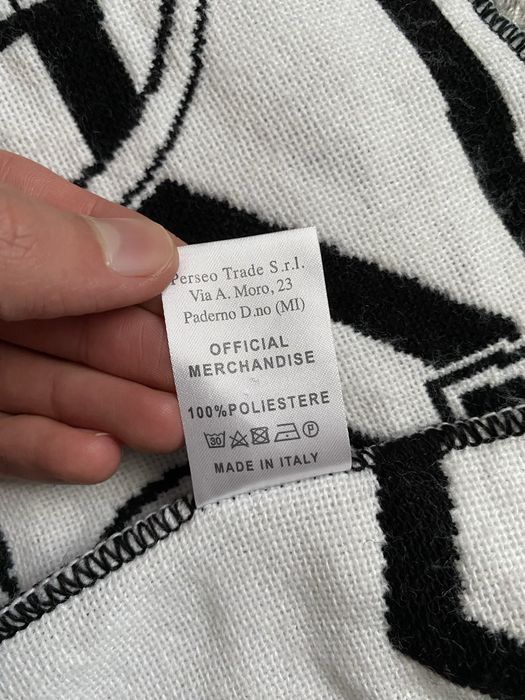 Perseo Trade S.r.l.
Via A. Moro, 23
Paderno D.no (MI)
OFFICIAL
MERCHANDISE
100%POLIESTERE
30 P
MADE IN ITALY